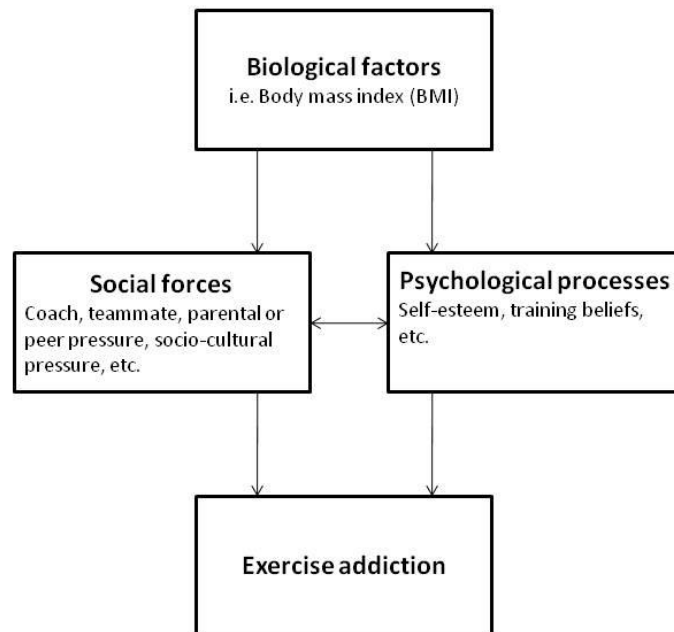 Biological factors
i.e. Body mass index (BMI)
Social forces
Coach, teammate, parental or
peer pressure, socio-cultural
pressure, etc.
Psychological processes
Self-esteem, training beliefs,
etc.
Exercise addiction